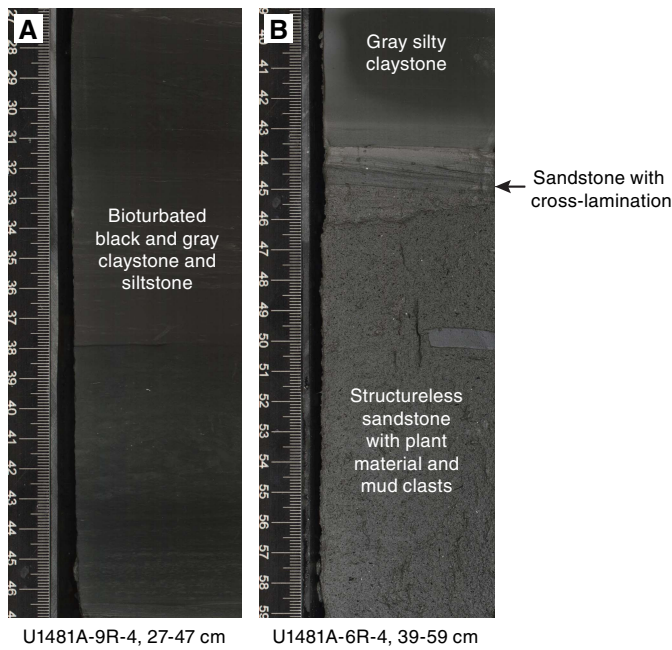 A
27
28
29
30
31
32
33
34
35
36
37
38
39
40
41
42
43
44
45
46
Bioturbated
black and gray
claystone and
siltstone
U1481A-9R-4, 27-47 cm
B
41
42
43
44
45
46
47
48
49
50
51
52
53
54
55
56
57
58
59
Gray silty
claystone
Sandstone with
cross-lamination
Structureless
sandstone
with plant
material and
mud clasts
U1481A-6R-4, 39-59 cm